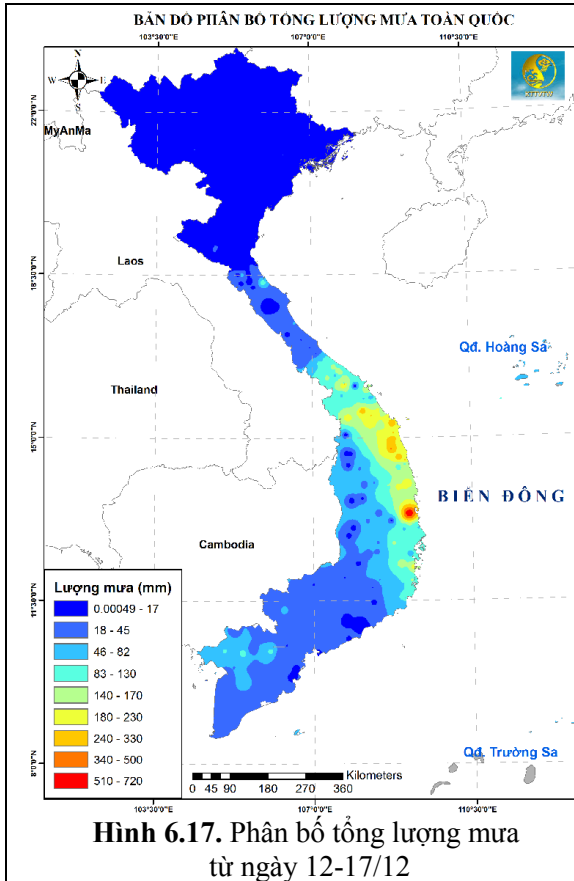 BẢN ĐỒ PHÂN BỐ TỔNG LƯỢNG MƯA TOÀN QUỐC
103°30'0"E 107°0'0"E 110°30'0"E
N
W E
S
KTTVTW
22°0'0"N
MyAnMa
Laos
18°30'0"N
Qđ. Hoàng Sa
Thailand
15°0'0"N
BIỂN ĐÔNG
Cambodia
11°30'0"N
Lượng mưa (mm)
0.00049 - 17
18 - 45
46 - 82
83 - 130
140 - 170
180 - 230
240 - 330
340 - 500
510 - 720
Qđ. Trường Sa
8°0'0"N
Kilometers
0 45 90 180 270 360
103°30'0"E 107°0'0"E 110°30'0"E
Hình 6.17. Phân bố tổng lượng mưa
từ ngày 12-17/12